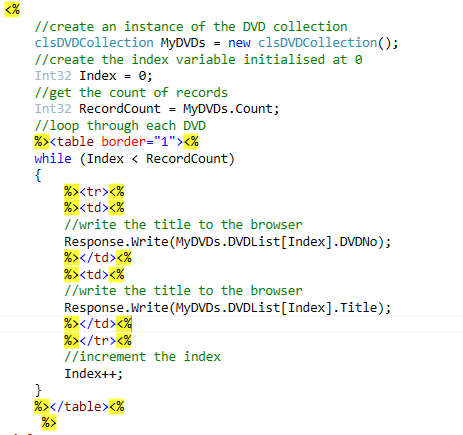 <%
//create an instance of the DVD collection
clsDVDCollection MyDVDs = new clsDVDCollection();
//create the index variable initialised at 0
Int32 Index = 0;
//get the count of records
Int32 RecordCount = MyDVDs.Count;
//loop through each DVD
%><table border="1"><%
while (Index < RecordCount)
{
%><tr><%
%><td><%
//write the title to the browser
Response.Write(MyDVDs.DVDList[Index].DVDNo);
%></td><%
%><td><%
//write the title to the browser
Response.Write(MyDVDs.DVDList[Index].Title);
%></td><%
%></tr><%
//increment the index
Index++;
}
%></table><%
%>